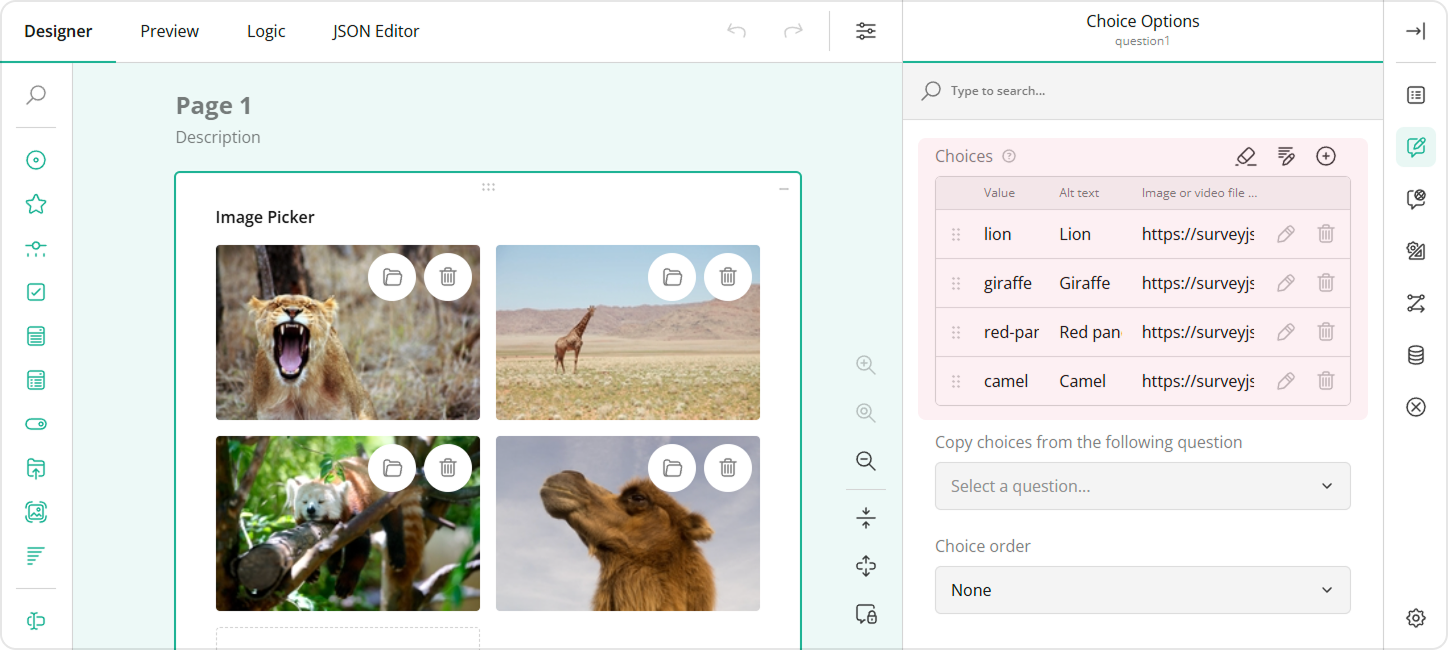 Designer Preview Logic JSON Editor
Choice Options
question1
Type to search...
Page 1
Description
Image Picker
Choices
Value Alt text Image or video file ...
lion Lion https://surveyjs
giraffe Giraffe https://surveyjs
red-par Red pan https://surveyjs
camel Camel https://surveyjs
Copy choices from the following question
Select a question...
Choice order
None